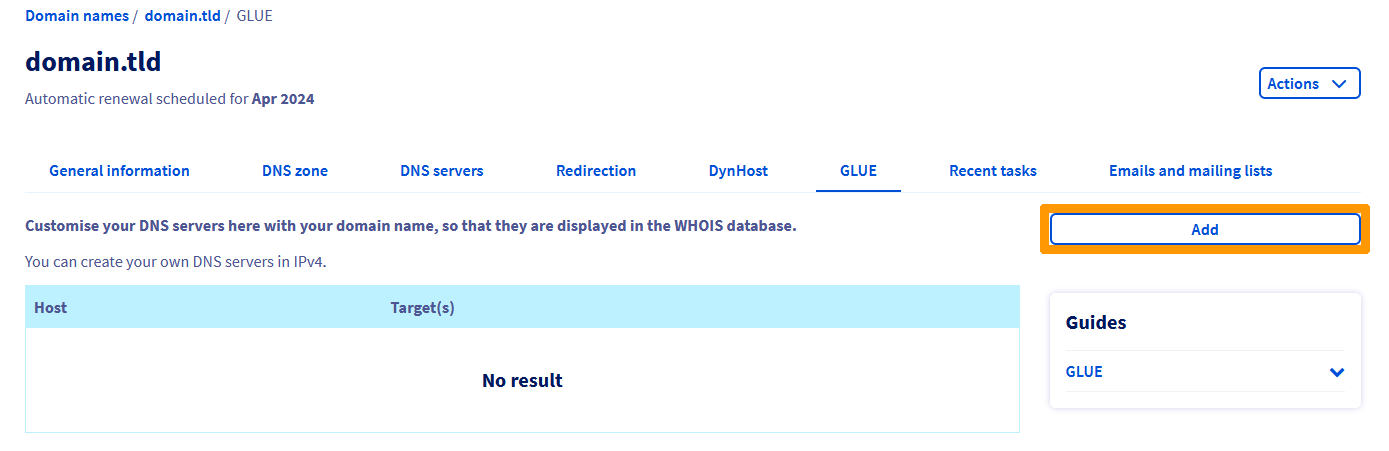 Domain names / domain.tld / GLUE
domain.tld
Automatic renewal scheduled for Apr 2024
Actions
General information DNS zone DNS servers Redirection DynHost GLUE Recent tasks Emails and mailing lists
Customise your DNS servers here with your domain name, so that they are displayed in the WHOIS database.
Add
You can create your own DNS servers in IPv4.
Host Target(s)
No result
Guides
GLUE